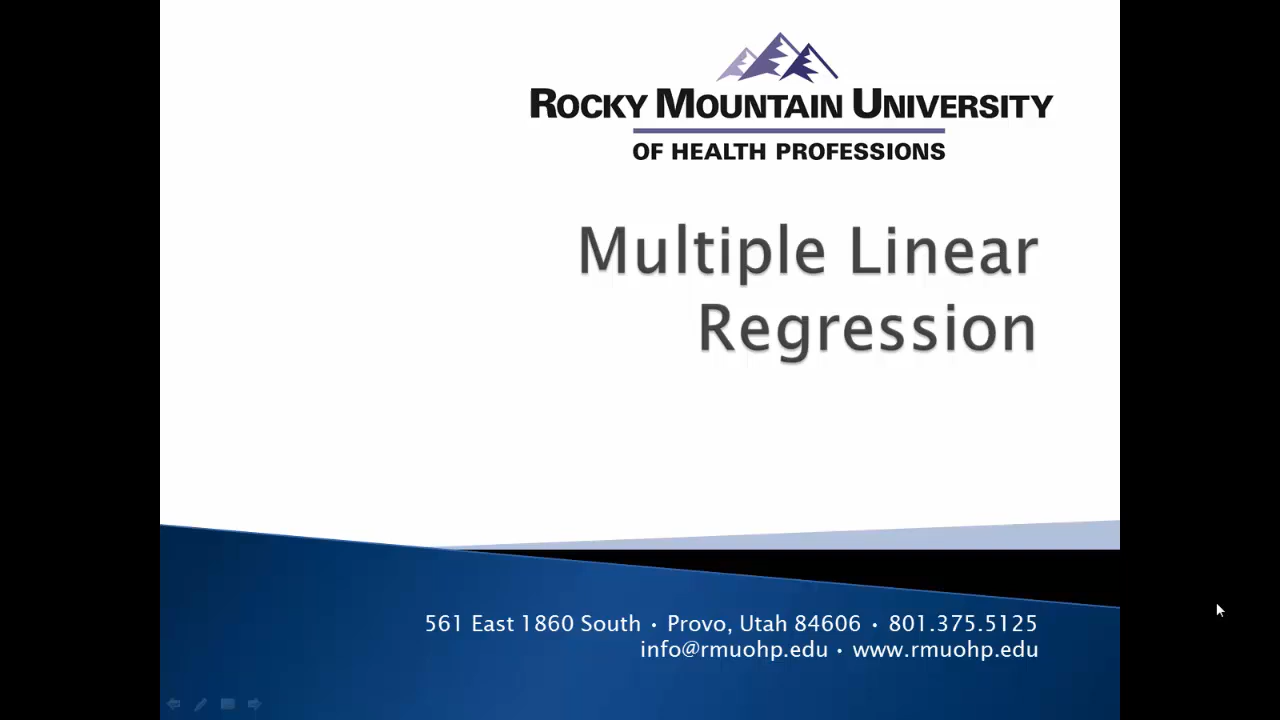 ROCKY MOUNTAIN UNIVERSITY
OF HEALTH PROFESSIONS
Multiple Linear
Regression
561 East 1860 South • Provo, Utah 84606 • 801.375.5125
info@rmuohp.edu • www.rmuohp.edu